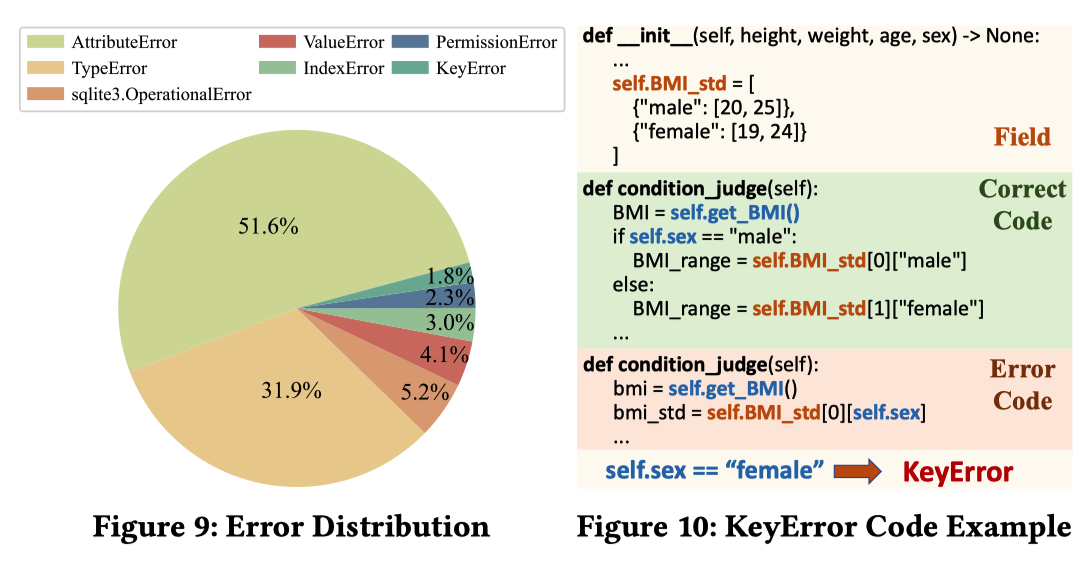 AttributeError
TypeError
sqlite3.OperationalError
ValueError
IndexError
PermissionError
KeyError
51.6%
1.8%
2.3%
3.0%
4.1%
5.2%
31.9%
Figure 9: Error Distribution
def __init__(self, height, weight, age, sex) -> None:
...
self.BMI_std = [
{"male": [20, 25]},
{"female": [19, 24]}
]
Field
def condition_judge(self):
BMI = self.get_BMI()
if self.sex == "male":
BMI_range = self.BMI_std[0]["male"]
else:
BMI_range = self.BMI_std[1]["female"]
...
Correct
Code
def condition_judge(self):
bmi = self.get_BMI()
bmi_std = self.BMI_std[0][self.sex]
...
Error
Code
self.sex == “female”
KeyError
Figure 10: KeyError Code Example